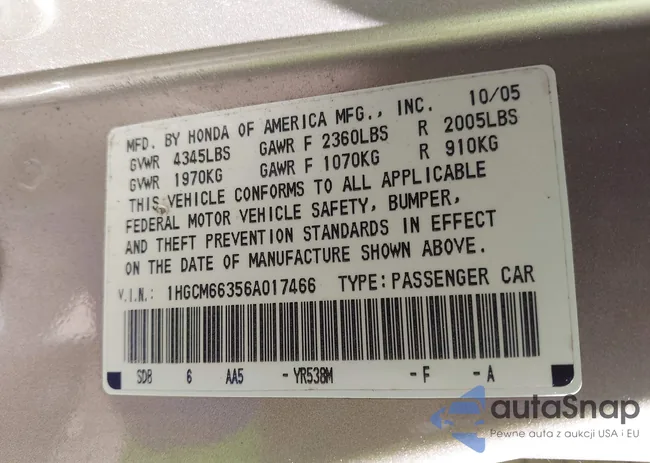 MFD. BY HONDA OF AMERICA MFG., INC. 10/05
GVWR 4345LBS GAWR F 2360LBS R 2005LBS
GVWR 1970KG GAWR F 1070KG R 910KG
THIS VEHICLE CONFORMS TO ALL APPLICABLE
FEDERAL MOTOR VEHICLE SAFETY, BUMPER,
AND THEFT PREVENTION STANDARDS IN EFFECT
ON THE DATE OF MANUFACTURE SHOWN ABOVE.
V.I.N.: 1HGCM66356A017466 TYPE: PASSENGER CAR
SDB 6 AA5 - YR538M - F - A
autaSnap
Pewne auta z aukcji USA i EU